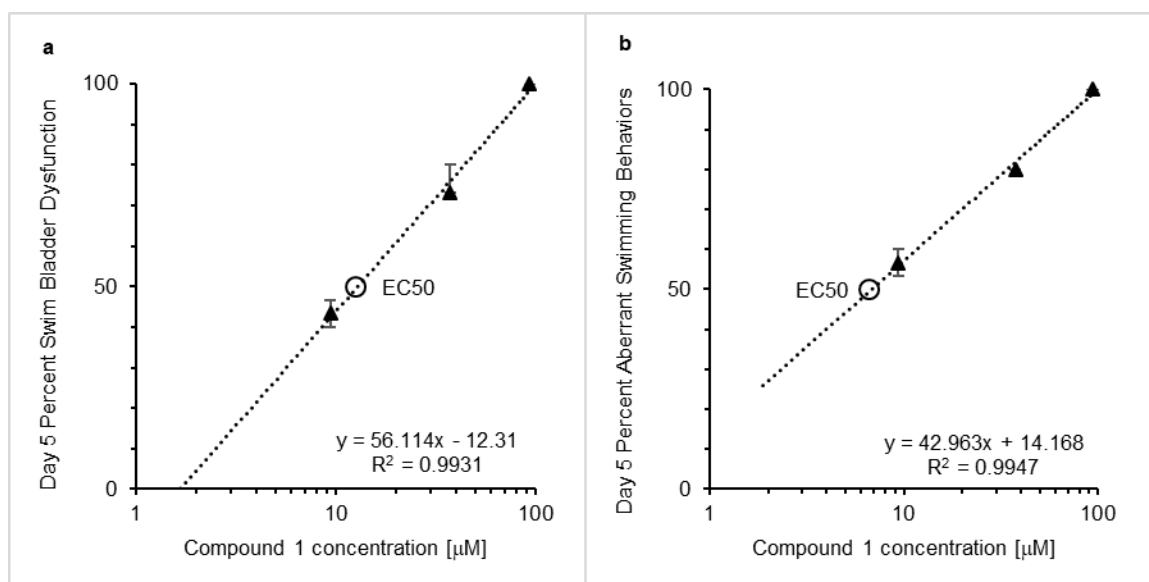 a
Day 5 Percent Swim Bladder Dysfunction
100
50
0
EC50
y = 56.114x - 12.31
R² = 0.9931
1
10
100
Compound 1 concentration [μM]
b
Day 5 Percent Aberrant Swimming Behaviors
100
50
0
EC50
y = 42.963x + 14.168
R² = 0.9947
1
10
100
Compound 1 concentration [μM]